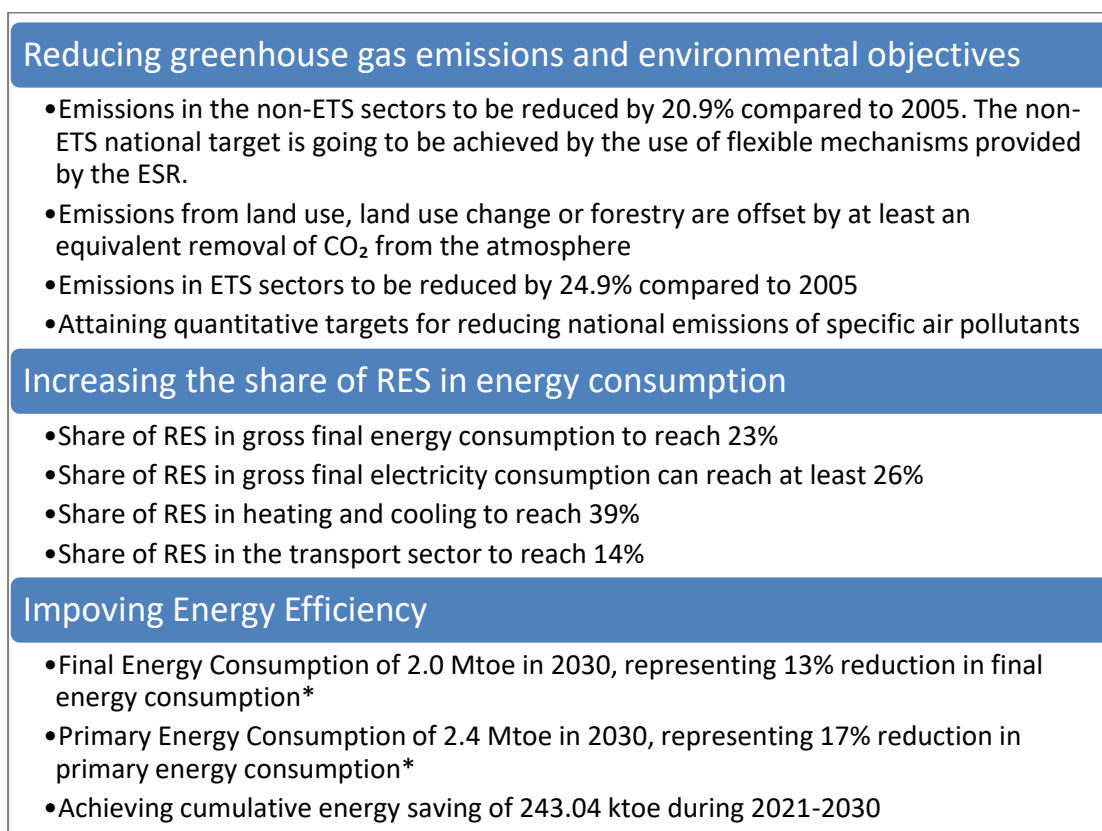 Reducing greenhouse gas emissions and environmental objectives
•Emissions in the non-ETS sectors to be reduced by 20.9% compared to 2005. The non-
ETS national target is going to be achieved by the use of flexible mechanisms provided
by the ESR.
•Emissions from land use, land use change or forestry are offset by at least an
equivalent removal of CO₂ from the atmosphere
•Emissions in ETS sectors to be reduced by 24.9% compared to 2005
•Attaining quantitative targets for reducing national emissions of specific air pollutants
Increasing the share of RES in energy consumption
•Share of RES in gross final energy consumption to reach 23%
•Share of RES in gross final electricity consumption can reach at least 26%
•Share of RES in heating and cooling to reach 39%
•Share of RES in the transport sector to reach 14%
Impoving Energy Efficiency
•Final Energy Consumption of 2.0 Mtoe in 2030, representing 13% reduction in final
energy consumption*
•Primary Energy Consumption of 2.4 Mtoe in 2030, representing 17% reduction in
primary energy consumption*
•Achieving cumulative energy saving of 243.04 ktoe during 2021-2030